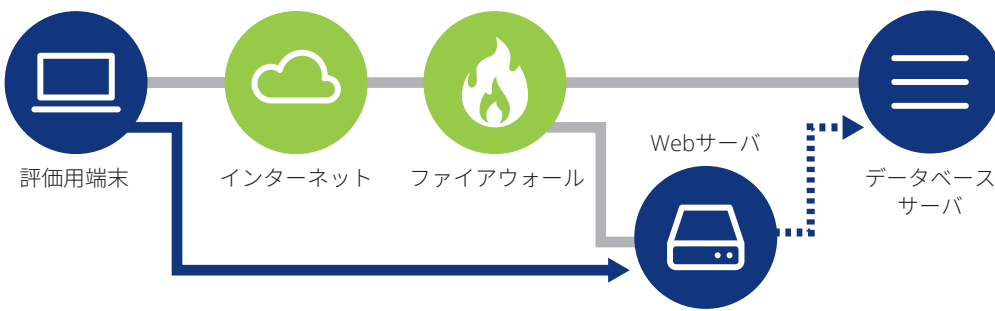 Webサーバ
評価用端末
インターネット
ファイアウォール
データベース
サーバ